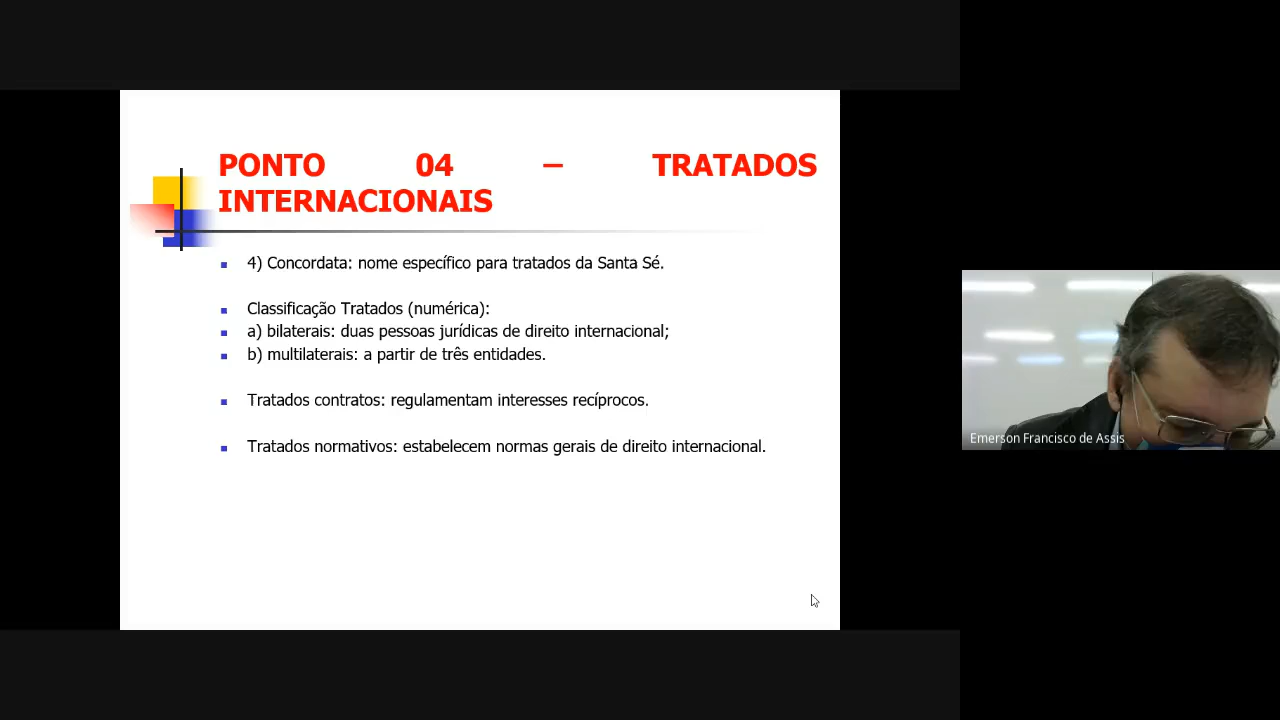 PONTO 04 – TRATADOS
INTERNACIONAIS
4) Concordata: nome específico para tratados da Santa Sé.
Classificação Tratados (numérica):
a) bilaterais: duas pessoas jurídicas de direito internacional;
b) multilaterais: a partir de três entidades.
Tratados contratos: regulamentam interesses recíprocos.
Tratados normativos: estabelecem normas gerais de direito internacional.
Emerson Francisco de Assis